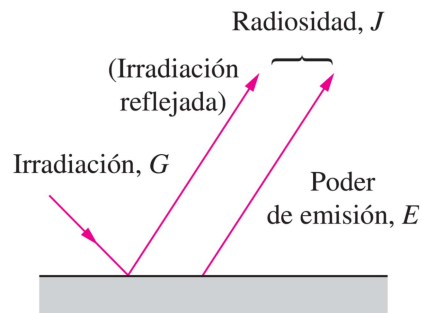 Radiosidad, J
(Irradiación
reflejada)
Irradiación, G
Poder
de emisión, E